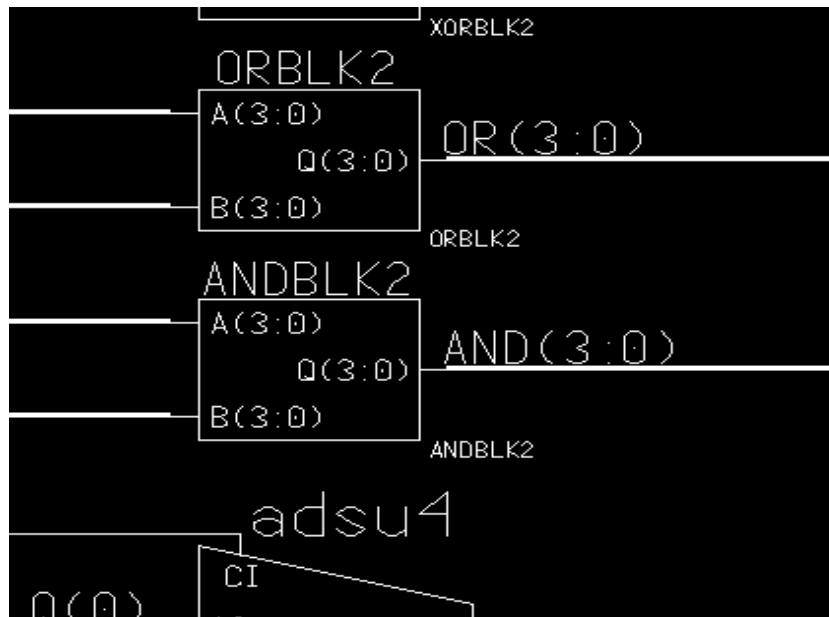 XORBLK2
ORBLK2
A(3:0)
OR(3:0)
Q(3:0)
B(3:0)
ORBLK2
ANDBLK2
A(3:0)
AND(3:0)
Q(3:0)
B(3:0)
ANDBLK2
adsu4
CI